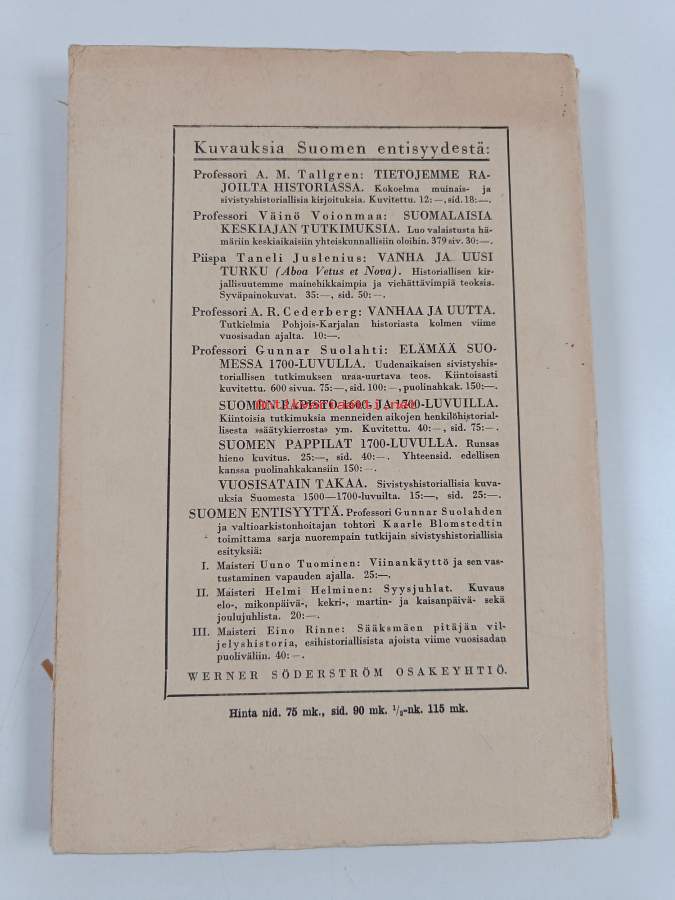 Kuvauksia Suomen entisyydestä:
Professori A. M. Tallgren: TIETOJEMME RA-
JOILTA HISTORIASSA. Kokoelma muinais- ja
sivistyshistoriallisia kirjoituksia. Kuvitettu. 12: —, sid. 18: —.
Professori Väinö Voionmaa: SUOMALAISIA
KESKIAJAN TUTKIMUKSIA. Luo valaistusta hä-
märiin keskiaikaisiin yhteiskunnallisiin oloihin. 379 siv. 30: —.
Piispa Taneli Juslenius: VANHA JA UUSI
TURKU (Aboa Vetus et Nova). Historiallisen kir-
jallisuutemme mainehikkaimpia ja viehättävimpiä teoksia.
Syväpainokuvat. 35: —, sid. 50: —.
Professori A. R. Cederberg: VANHAA JA UUTTA.
Tutkielmia Pohjois-Karjalan historiasta kolmen viime
vuosisadan ajalta. 10: —.
Professori Gunnar Suolahti: ELÄMÄÄ SUO-
MESSA 1700-LUVULLA. Uudenaikaisen sivistyshis-
toriallisen tutkimuksen uraa-uurtava teos. Kiintoisasti
kuvitettu. 600 sivua. 75: —, sid. 100: —, puolinahkak. 150: —.
SUOMEN PAPISTO 1600- JA 1700-LUVUILLA.
Kiintoisia tutkimuksia menneiden aikojen henkilöhistorial-
lisesta »säätykierrosta» ym. Kuvitettu. 40: —, sid. 75: —.
SUOMEN PAPPILAT 1700-LUVULLA. Runsas
hieno kuvitus. 25: —, sid. 40: —. Yhteensid. edellisen
kanssa puolinahkakansiin 150: —.
VUOSISATAIN TAKAA. Sivistyshistoriallisia kuva-
uksia Suomesta 1500—1700-luvuilta. 15: —, sid. 25: —.
SUOMEN ENTISYYTTÄ. Professori Gunnar Suolahden
ja valtioarkistonhoitajan tohtori Kaarle Blomstedtin
toimittama sarja nuorempain tutkijain sivistyshistoriallisia
esityksiä:
I. Maisteri Uuno Tuominen: Viinankäyttö ja sen vas-
tustaminen vapauden ajalla. 25: —.
II. Maisteri Helmi Helminen: Syysjuhlat. Kuvaus
elo-, mikonpäivä-, kekri-, martin- ja kaisanpäivä- sekä
joulujuhlista. 20: —.
III. Maisteri Eino Rinne: Sääksmäen pitäjän vil-
jelyshistoria, esihistoriallisista ajoista viime vuosisadan
puoliväliin. 40: —.
WERNER SÖDERSTRÖM OSAKEYHTIÖ.
Hinta nid. 75 mk., sid. 90 mk. ½-nk. 115 mk.